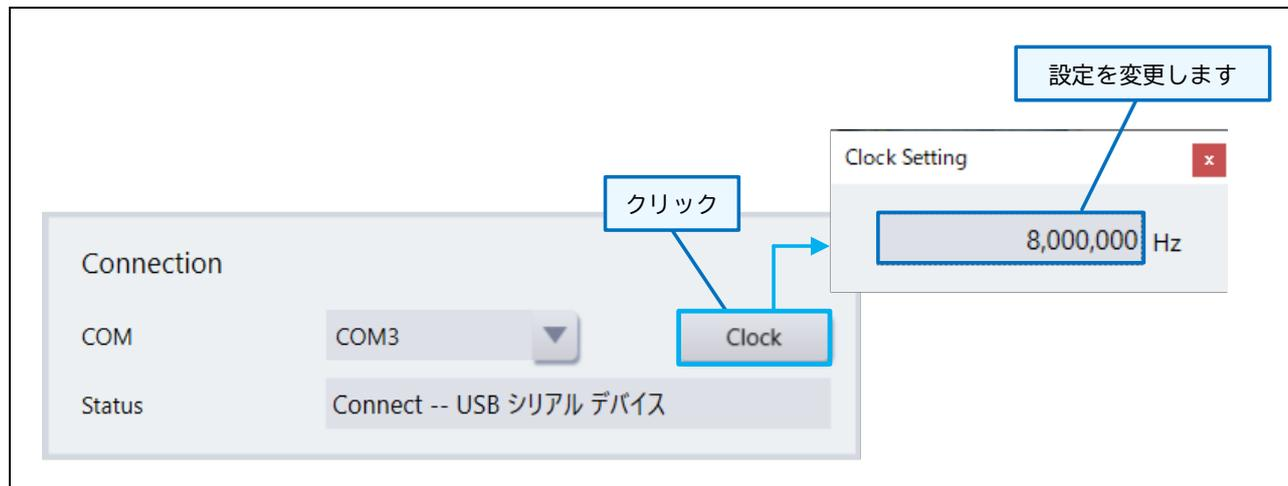 設定を変更します
Clock Setting
x
クリック
8,000,000 Hz
Connection
COM COM3 Clock
Status Connect -- USB シリアル デバイス